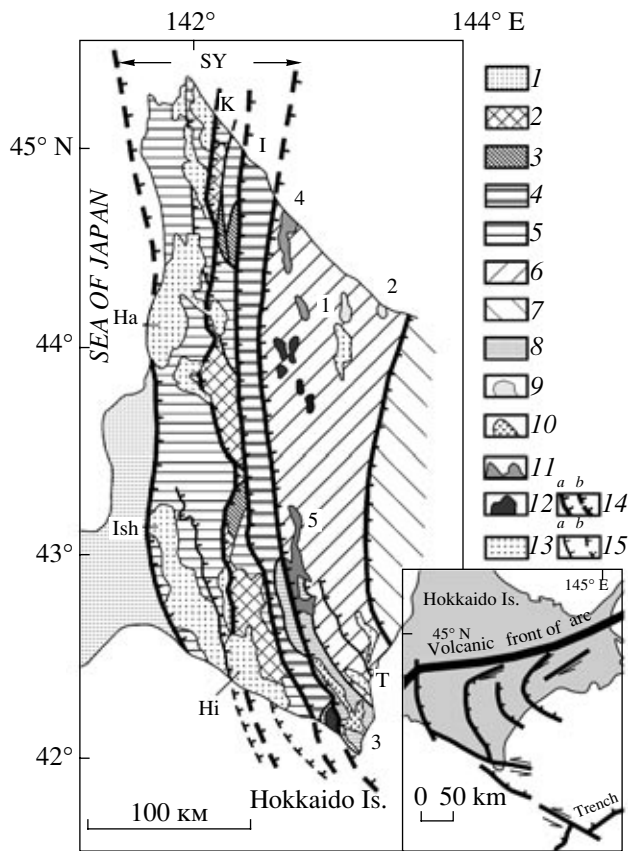 142°
144° E
SY
K
I
45° N
4
SEA OF JAPAN
1
2
Ha
44°
Ish
5
43°
T
Hi
3
42°
100 км
Hokkaido Is.
1
2
3
4
5
6
7
8
9
10
11
a b
12
14
a b
13
15
145° E
Hokkaido Is.
45° N
Volcanic front of arc
0 50 km
Trench